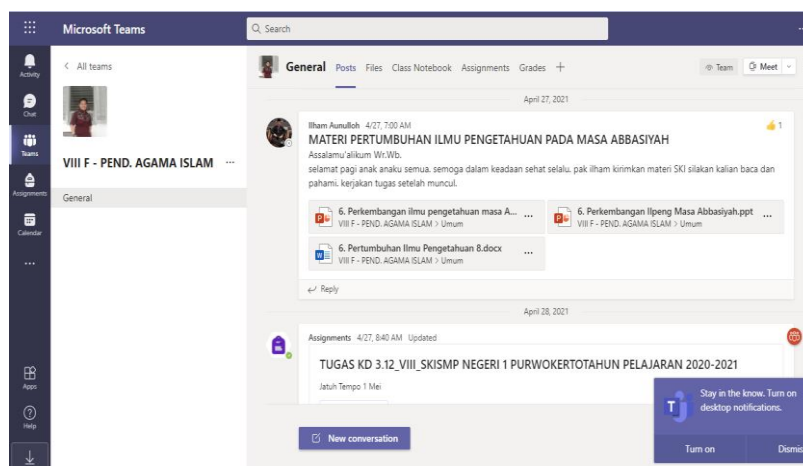 Microsoft Teams
Search
Activity
Chat
Teams
Assignments
Calendar
Apps
Help
All teams
VIII F - PEND. AGAMA ISLAM
General
General Posts Files Class Notebook Assignments Grades
Team
Meet
April 27, 2021
Ilham Aunulloh 4/27, 7:00 AM
1
MATERI PERTUMBUHAN ILMU PENGETAHUAN PADA MASA ABBASIYAH
Assalamu'alikum Wr.Wb.
selamat pagi anak anaku semua. semoga dalam keadaan sehat selalu. pak ilham kirimkan materi SKI silakan kalian baca dan
pahami. kerjakan tugas setelah muncul.
6. Perkembangan ilmu pengetahuan masa A...
VIII F - PEND. AGAMA ISLAM > Umum
6. Perkembangan Ilpeng Masa Abbasiyah.ppt
VIII F - PEND. AGAMA ISLAM > Umum
6. Pertumbuhan Ilmu Pengetahuan 8.docx
VIII F - PEND. AGAMA ISLAM > Umum
Reply
April 28, 2021
Assignments 4/27, 8:40 AM Updated
TUGAS KD 3.12_VIII_SKISMP NEGERI 1 PURWOKERTOTAHUN PELAJARAN 2020-2021
Jatuh Tempo 1 Mei
New conversation
Stay in the know. Turn on
desktop notifications.
Turn on
Dismis